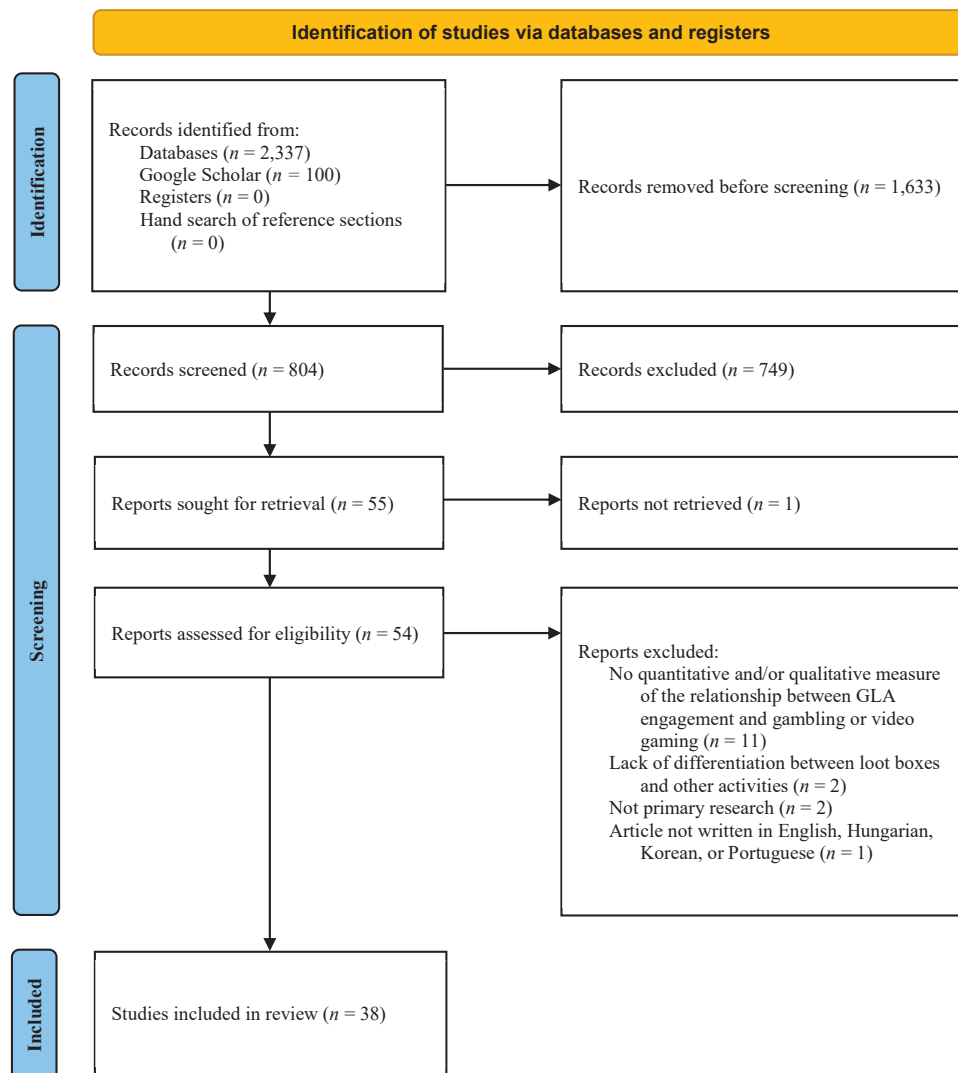 Identification of studies via databases and registers
Identification
Records identified from:
Databases (n = 2,337)
Google Scholar (n = 100)
Registers (n = 0)
Hand search of reference sections
(n = 0)
Records removed before screening (n = 1,633)
Screening
Records screened (n = 804)
Records excluded (n = 749)
Reports sought for retrieval (n = 55)
Reports not retrieved (n = 1)
Reports assessed for eligibility (n = 54)
Reports excluded:
No quantitative and/or qualitative measure
of the relationship between GLA
engagement and gambling or video
gaming (n = 11)
Lack of differentiation between loot boxes
and other activities (n = 2)
Not primary research (n = 2)
Article not written in English, Hungarian,
Korean, or Portuguese (n = 1)
Included
Studies included in review (n = 38)